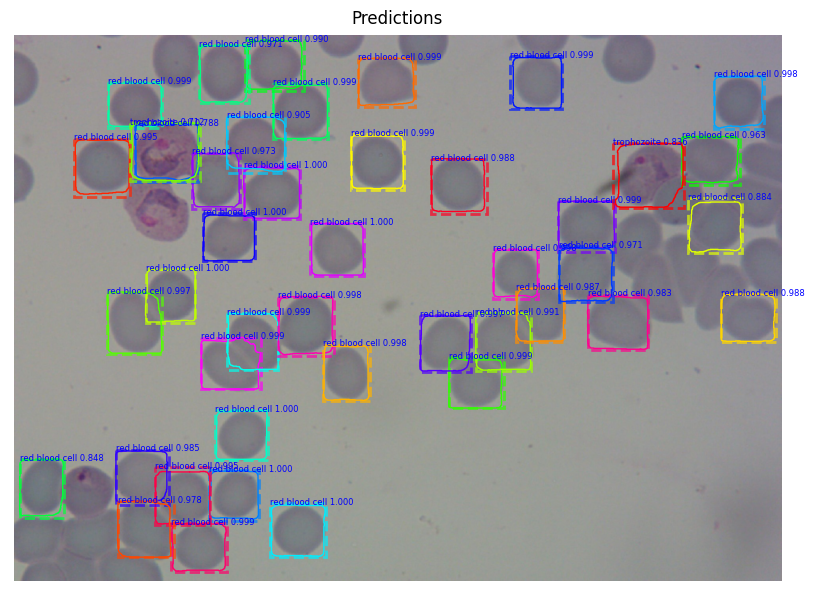 Predictions
red blood cell 0.990
red blood cell 0.971
red blood cell 0.999
red blood cell 0.999
red blood cell 0.998
red blood cell 0.999
red blood cell 0.999
red blood cell 0.905
red blood cell 0.995
red blood cell 0.963
trophozoite 0.836
red blood cell 0.999
red blood cell 0.973
red blood cell 0.988
red blood cell 1.000
red blood cell 0.884
red blood cell 0.999
red blood cell 1.000
red blood cell 1.000
red blood cell 0.971
red blood cell 1.000
red blood cell 0.987
red blood cell 0.997
red blood cell 0.998
red blood cell 0.983
red blood cell 0.988
red blood cell 0.999
red blood cell 0.991
red blood cell 0.999
red blood cell 0.998
red blood cell 0.999
red blood cell 1.000
red blood cell 0.985
red blood cell 0.848
red blood cell 0.995
red blood cell 1.000
red blood cell 0.978
red blood cell 1.000
red blood cell 0.999